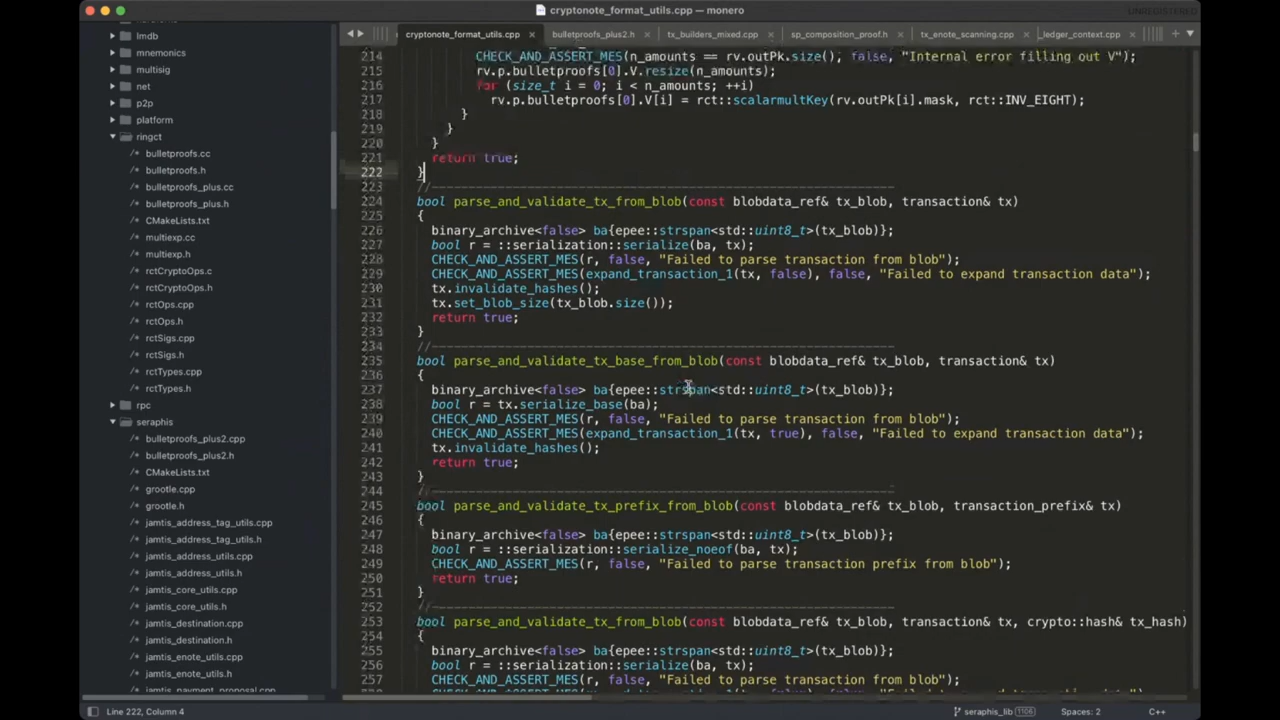 cryptonote_format_utils.cpp — monero
UNREGISTERED
cryptonote_format_utils.cpp
bulletproofs_plus2.h
tx_builders_mixed.cpp
sp_composition_proof.h
tx_enote_scanning.cpp
_ledger_context.cpp
lmdb
mnemonics
multisig
net
p2p
platform
ringct
/* bulletproofs.cc
/* bulletproofs.h
/* bulletproofs_plus.cc
/* bulletproofs_plus.h
/* CMakeLists.txt
/* multiexp.cc
/* multiexp.h
/* rctCryptoOps.c
/* rctCryptoOps.h
/* rctOps.cpp
/* rctOps.h
/* rctSigs.cpp
/* rctSigs.h
/* rctTypes.cpp
/* rctTypes.h
rpc
seraphis
/* bulletproofs_plus2.cpp
/* bulletproofs_plus2.h
/* CMakeLists.txt
/* grootle.cpp
/* grootle.h
/* jamtis_address_tag_utils.cpp
/* jamtis_address_tag_utils.h
/* jamtis_address_utils.cpp
/* jamtis_address_utils.h
/* jamtis_core_utils.cpp
/* jamtis_core_utils.h
/* jamtis_destination.cpp
/* jamtis_destination.h
/* jamtis_enote_utils.cpp
/* jamtis_enote_utils.h
/* jamtis_payment_proposal.cpp
214 CHECK_AND_ASSERT_MES(n_amounts == rv.outPk.size(), false, "Internal error filling out V");
215 rv.p.bulletproofs[0].V.resize(n_amounts);
216 for (size_t i = 0; i < n_amounts; ++i)
217 rv.p.bulletproofs[0].V[i] = rct::scalarmultKey(rv.outPk[i].mask, rct::INV_EIGHT);
218 }
219 }
220 }
221 return true;
222 }
223 //---------------------------------------------------------------
224 bool parse_and_validate_tx_from_blob(const blobdata_ref& tx_blob, transaction& tx)
225 {
226 binary_archive<false> ba{epee::strspan<std::uint8_t>(tx_blob)};
227 bool r = ::serialization::serialize(ba, tx);
228 CHECK_AND_ASSERT_MES(r, false, "Failed to parse transaction from blob");
229 CHECK_AND_ASSERT_MES(expand_transaction_1(tx, false), false, "Failed to expand transaction data");
230 tx.invalidate_hashes();
231 tx.set_blob_size(tx_blob.size());
232 return true;
233 }
234 //---------------------------------------------------------------
235 bool parse_and_validate_tx_base_from_blob(const blobdata_ref& tx_blob, transaction& tx)
236 {
237 binary_archive<false> ba{epee::strspan<std::uint8_t>(tx_blob)};
238 bool r = tx.serialize_base(ba);
239 CHECK_AND_ASSERT_MES(r, false, "Failed to parse transaction from blob");
240 CHECK_AND_ASSERT_MES(expand_transaction_1(tx, true), false, "Failed to expand transaction data");
241 tx.invalidate_hashes();
242 return true;
243 }
244 //---------------------------------------------------------------
245 bool parse_and_validate_tx_prefix_from_blob(const blobdata_ref& tx_blob, transaction_prefix& tx)
246 {
247 binary_archive<false> ba{epee::strspan<std::uint8_t>(tx_blob)};
248 bool r = ::serialization::serialize_noeof(ba, tx);
249 CHECK_AND_ASSERT_MES(r, false, "Failed to parse transaction prefix from blob");
250 return true;
251 }
252 //---------------------------------------------------------------
253 bool parse_and_validate_tx_from_blob(const blobdata_ref& tx_blob, transaction& tx, crypto::hash& tx_hash)
254 {
255 binary_archive<false> ba{epee::strspan<std::uint8_t>(tx_blob)};
256 bool r = ::serialization::serialize(ba, tx);
257 CHECK_AND_ASSERT_MES(r, false, "Failed to parse transaction from blob");
Line 222, Column 4
seraphis_lib 1106
Spaces: 2
C++